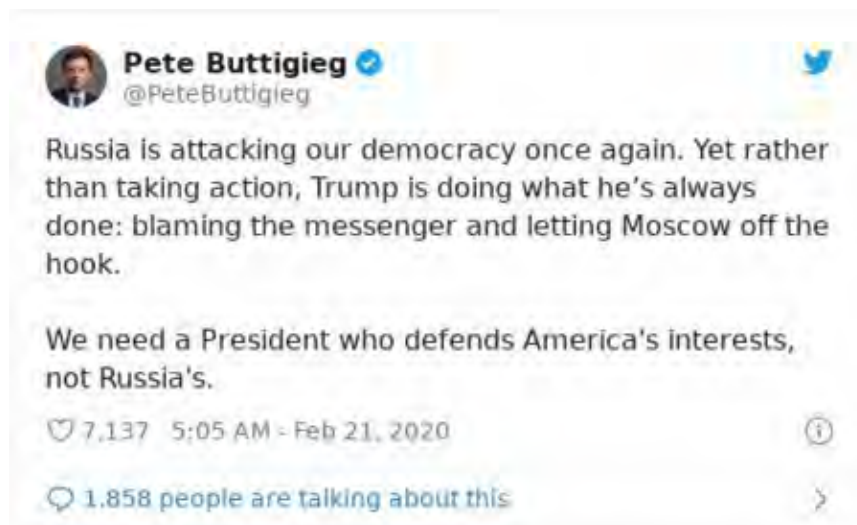 Pete Buttigieg
@PeteButtigieg
Russia is attacking our democracy once again. Yet rather
than taking action, Trump is doing what he’s always
done: blaming the messenger and letting Moscow off the
hook.
We need a President who defends America's interests,
not Russia's.
7,137 5:05 AM - Feb 21, 2020
1,858 people are talking about this